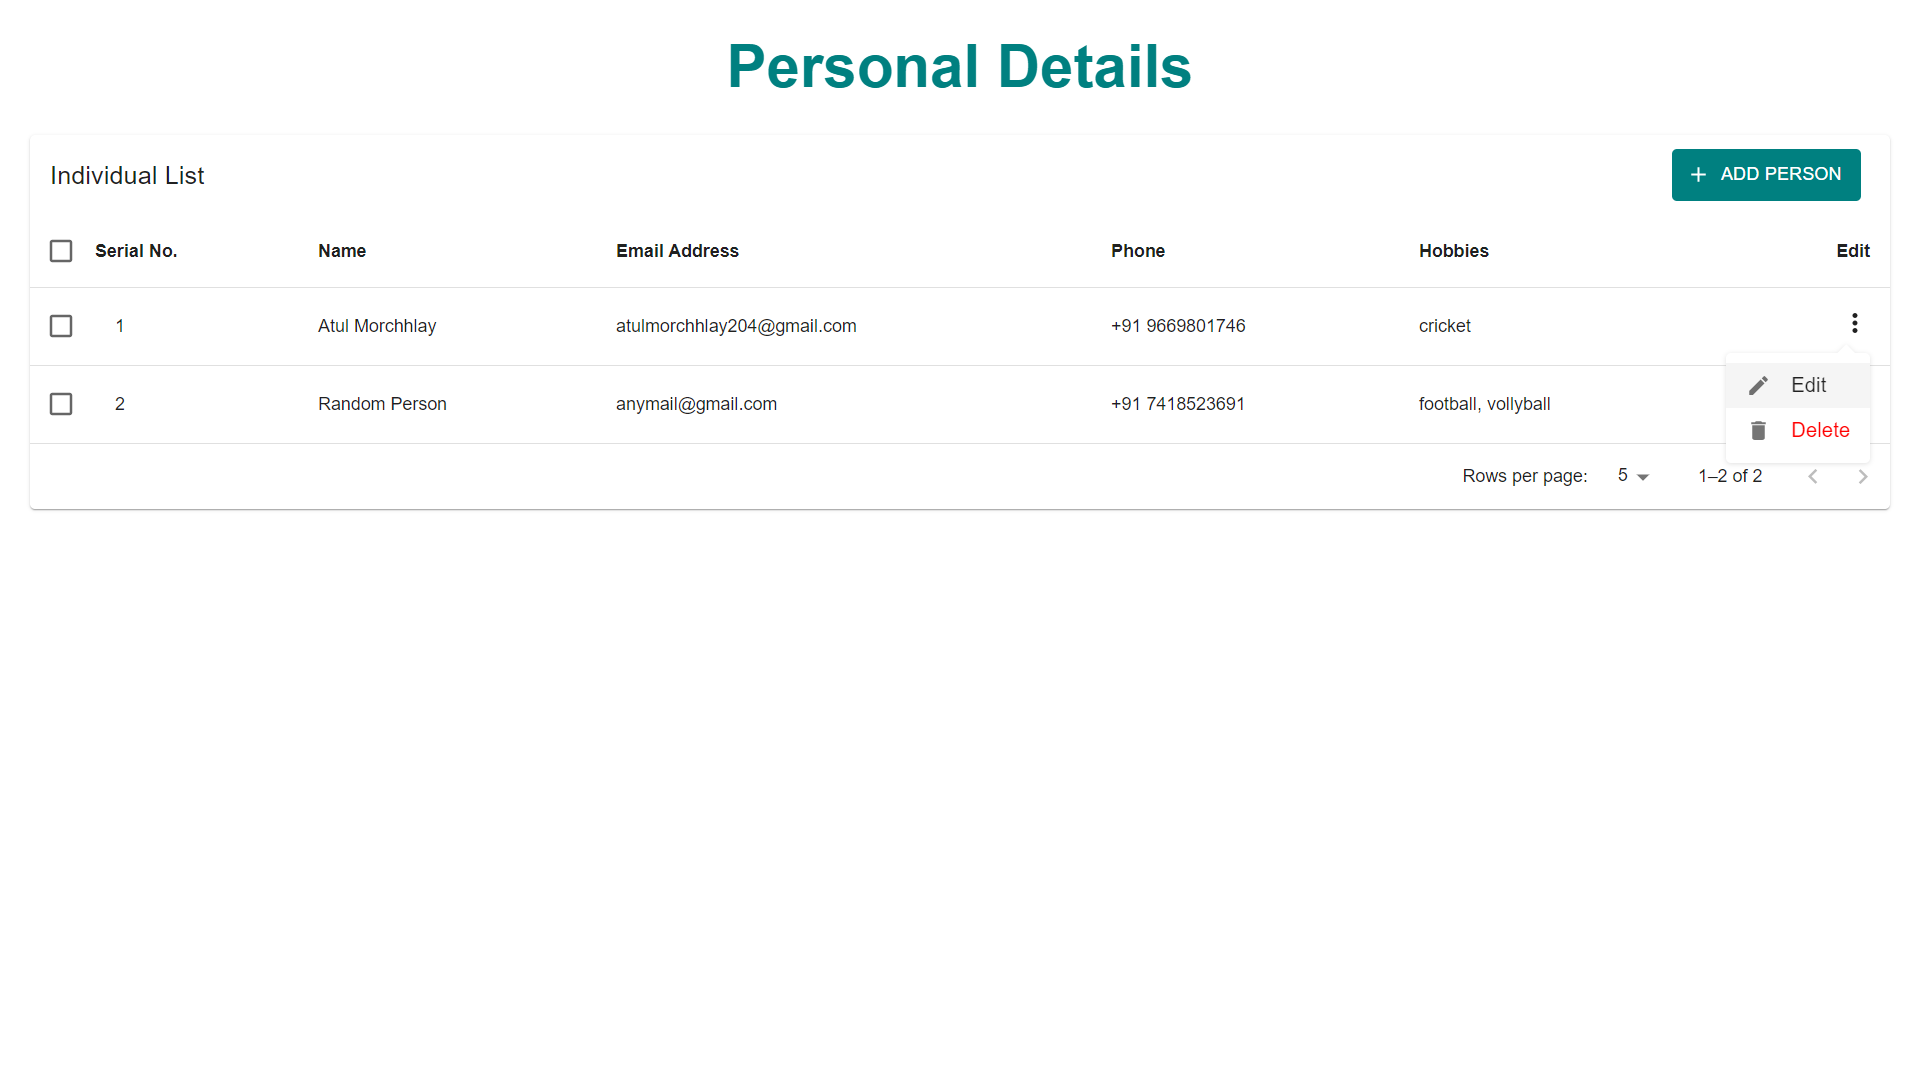 Personal Details
Individual List
ADD PERSON
Serial No. Name Email Address Phone Hobbies Edit
1 Atul Morchhlay atulmorchhlay204@gmail.com +91 9669801746 cricket
2 Random Person anymail@gmail.com +91 7418523691 football, vollyball
Edit
Delete
Rows per page: 5 1–2 of 2